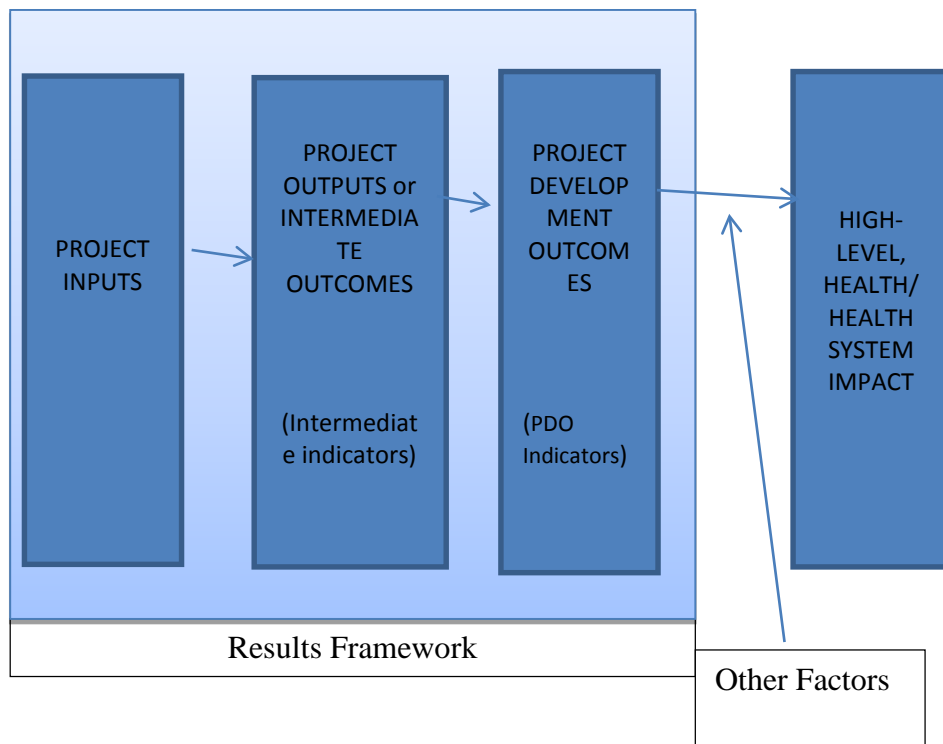 PROJECT
INPUTS
PROJECT
OUTPUTS or
INTERMEDIA
TE
OUTCOMES
(Intermediat
e indicators)
PROJECT
DEVELOP
MENT
OUTCOM
ES
(PDO
Indicators)
HIGH-
LEVEL,
HEALTH/
HEALTH
SYSTEM
IMPACT
Results Framework
Other Factors